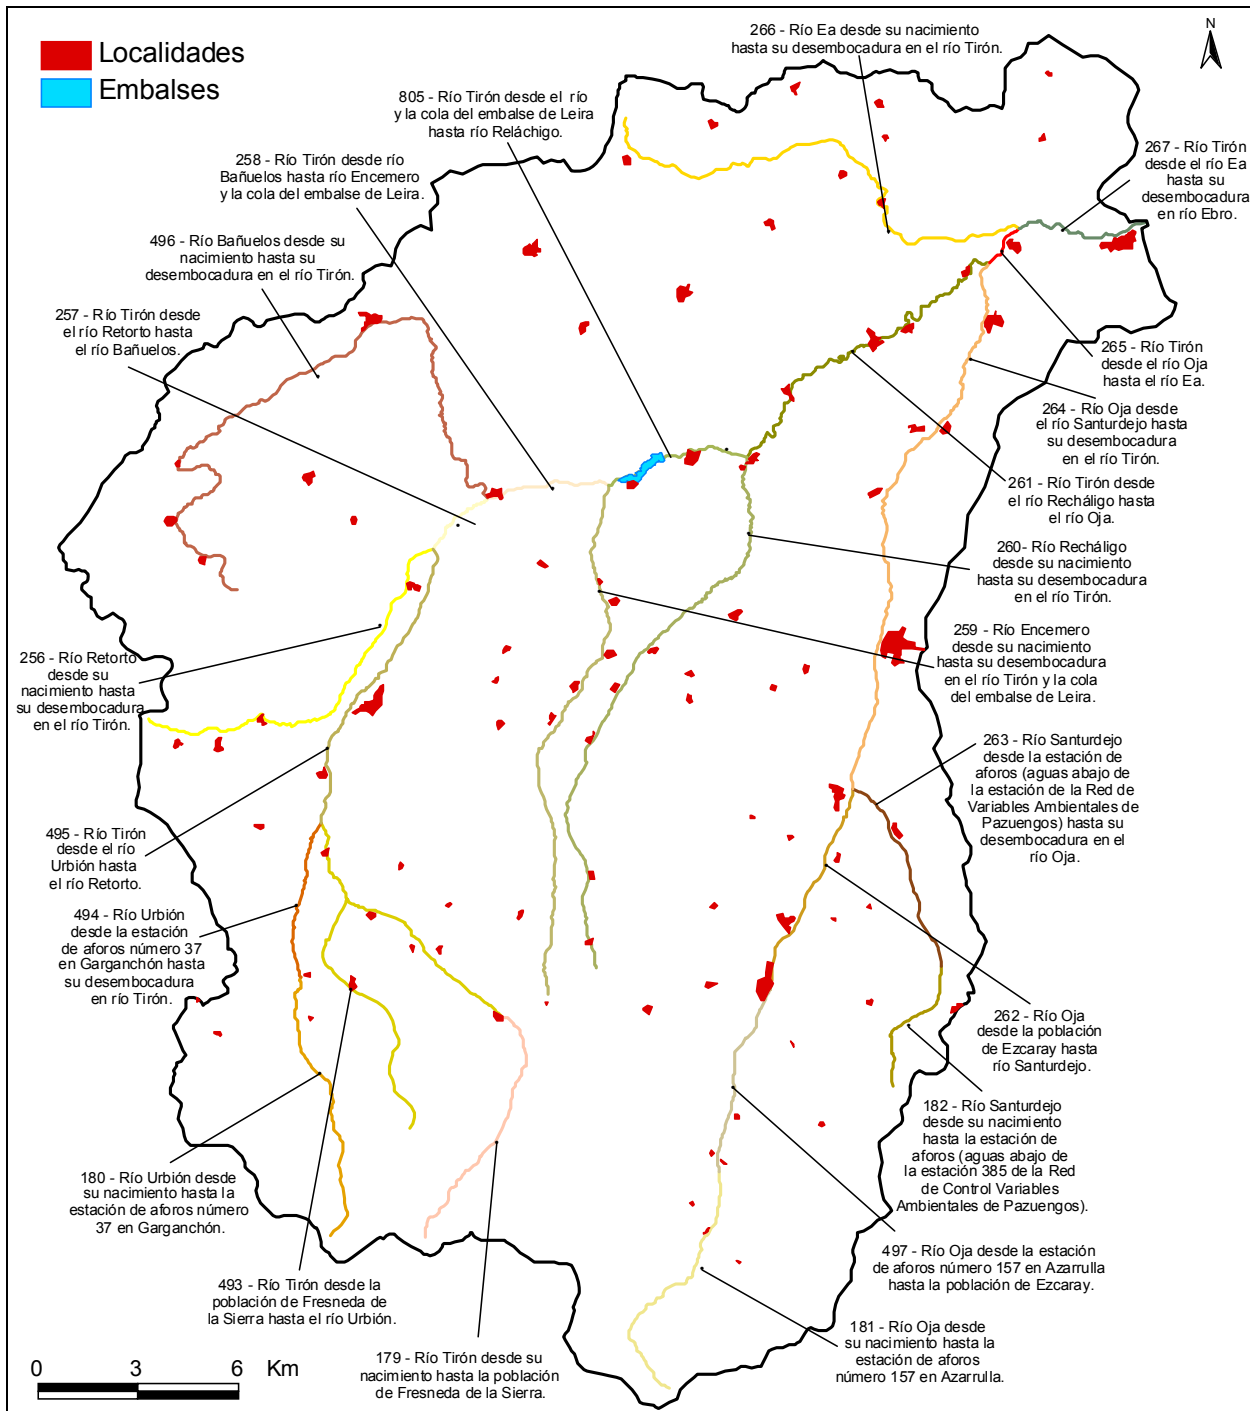 N
Localidades
Embalses
266 - Río Ea desde su nacimiento
hasta su desembocadura en el río Tirón.
805 - Río Tirón desde el río
y la cola del embalse de Leira
hasta río Reláchigo.
267 - Río Tirón
desde el río Ea
hasta su
desembocadura
en río Ebro.
258 - Río Tirón desde río
Bañuelos hasta río Encemero
y la cola del embalse de Leira.
496 - Río Bañuelos desde su
nacimiento hasta su
desembocadura en el río Tirón.
257 - Río Tirón desde
el río Retorto hasta
el río Bañuelos.
265 - Río Tirón
desde el río Oja
hasta el río Ea.
264 - Río Oja desde
el río Santurdejo hasta
su desembocadura
en el río Tirón.
261 - Río Tirón desde
el río Recháligo hasta
el río Oja.
260- Río Recháligo
desde su nacimiento
hasta su desembocadura
en el río Tirón.
259 - Río Encemero
desde su nacimiento
hasta su desembocadura
en el río Tirón y la cola
del embalse de Leira.
256 - Río Retorto
desde su
nacimiento hasta
su desembocadura
en el río Tirón.
263 - Río Santurdejo
desde la estación de
aforos (aguas abajo de
la estación de la Red de
Variables Ambientales de
Pazuengos) hasta su
desembocadura en el
río Oja.
495 - Río Tirón
desde el río
Urbión hasta
el río Retorto.
494 - Río Urbión
desde la estación
de aforos número 37
en Garganchón hasta
su desembocadura
en río Tirón.
262 - Río Oja
desde la población
de Ezcaray hasta
río Santurdejo.
182 - Río Santurdejo
desde su nacimiento
hasta la estación de
aforos (aguas abajo de
la estación 385 de la Red
de Control Variables
Ambientales de Pazuengos).
180 - Río Urbión desde
su nacimiento hasta la
estación de aforos número
37 en Garganchón.
497 - Río Oja desde la estación
de aforos número 157 en Azarrulla
hasta la población de Ezcaray.
493 - Río Tirón desde la
población de Fresneda de
la Sierra hasta el río Urbión.
181 - Río Oja desde
su nacimiento hasta la
estación de aforos
número 157 en Azarrulla.
179 - Río Tirón desde su
nacimiento hasta la población
de Fresneda de la Sierra.
0 3 6 Km